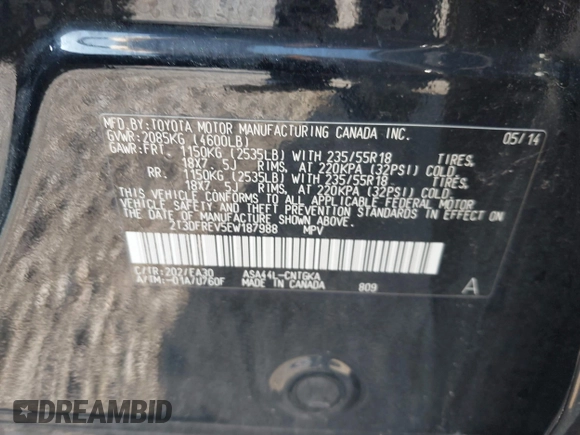 MFD.BY:TOYOTA MOTOR MANUFACTURING CANADA INC.
GVWR:2085KG (4600LB) 05/14
GAWR:FRT. 1150KG (2535LB) WITH 235/55R18 TIRES,
18X7 .5J RIMS, AT 220KPA (32PSI) COLD
RR. 1150KG (2535LB) WITH 235/55R18 TIRES,
18X7 .5J RIMS, AT 220KPA (32PSI) COLD
THIS VEHICLE CONFORMS TO ALL APPLICABLE FEDERAL MOTOR
VEHICLE SAFETY AND THEFT PREVENTION STANDARDS IN EFFECT
ON THE DATE OF MANUFACTURE SHOWN ABOVE.
2T3DFREV5EW187988 MPV
C/TR:202/EA30 ASA44L-CNTGKA
A/TM:-01A/U760F MADE IN CANADA 809 A
DREAMBID